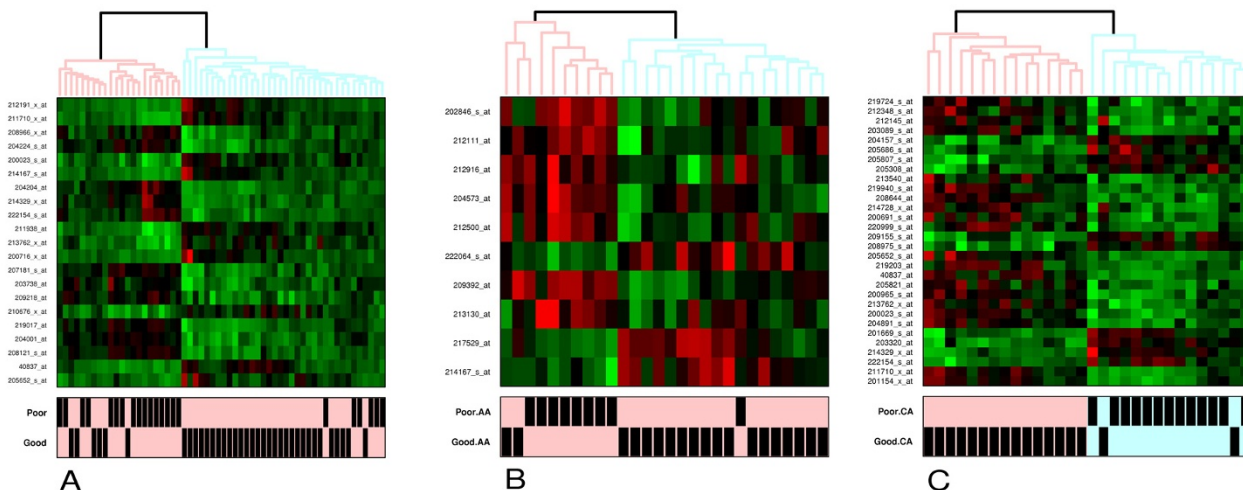 212191_x_at
211710_x_at
208966_x_at
204224_s_at
200023_s_at
214167_s_at
204204_at
214329_x_at
222154_s_at
211938_at
213762_x_at
200716_x_at
207181_s_at
203738_at
209218_at
210676_x_at
219017_at
204001_at
208121_s_at
40837_at
205652_s_at
Poor
Good
A
202846_s_at
212111_at
212916_at
204573_at
212500_at
222064_s_at
209392_at
213130_at
217529_at
214167_s_at
Poor.AA
Good.AA
B
219724_s_at
212348_s_at
212145_at
203089_s_at
204157_s_at
205686_s_at
205807_s_at
205308_at
213540_at
219940_s_at
208644_at
214728_x_at
200691_s_at
220999_s_at
209155_s_at
208975_s_at
205652_s_at
219203_at
40837_at
205821_at
200965_s_at
213762_x_at
200023_s_at
204891_s_at
201669_s_at
203320_at
214329_x_at
222154_s_at
211710_x_at
201154_x_at
Poor.CA
Good.CA
C